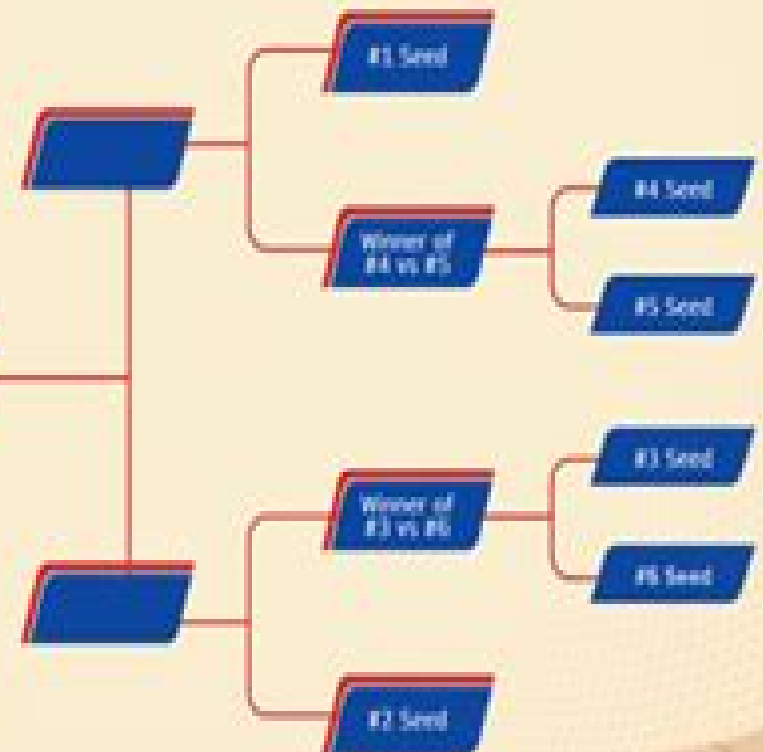 #1 Seed
#4 Seed
Winner of
#4 vs #5
#5 Seed
#3 Seed
Winner of
#3 vs #6
#6 Seed
#2 Seed